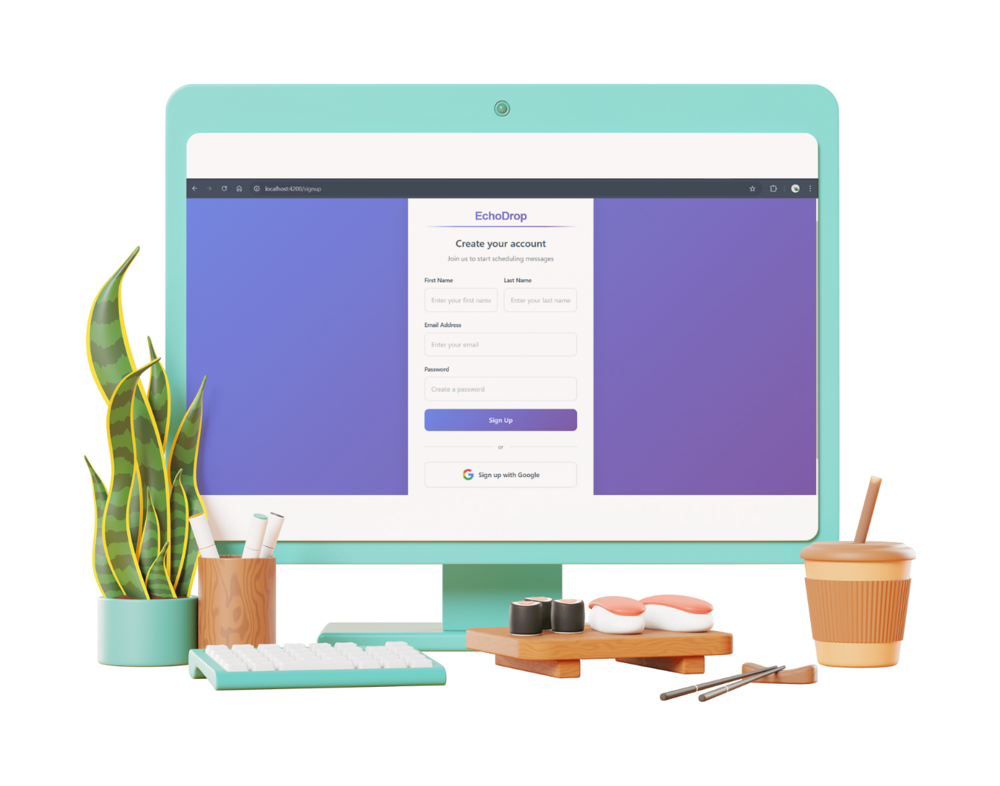 localhost:4200/signup
EchoDrop
Create your account
Join us to start scheduling messages
First Name Last Name
Enter your first name Enter your last name
Email Address
Enter your email
Password
Create a password
Sign Up
or
Sign up with Google